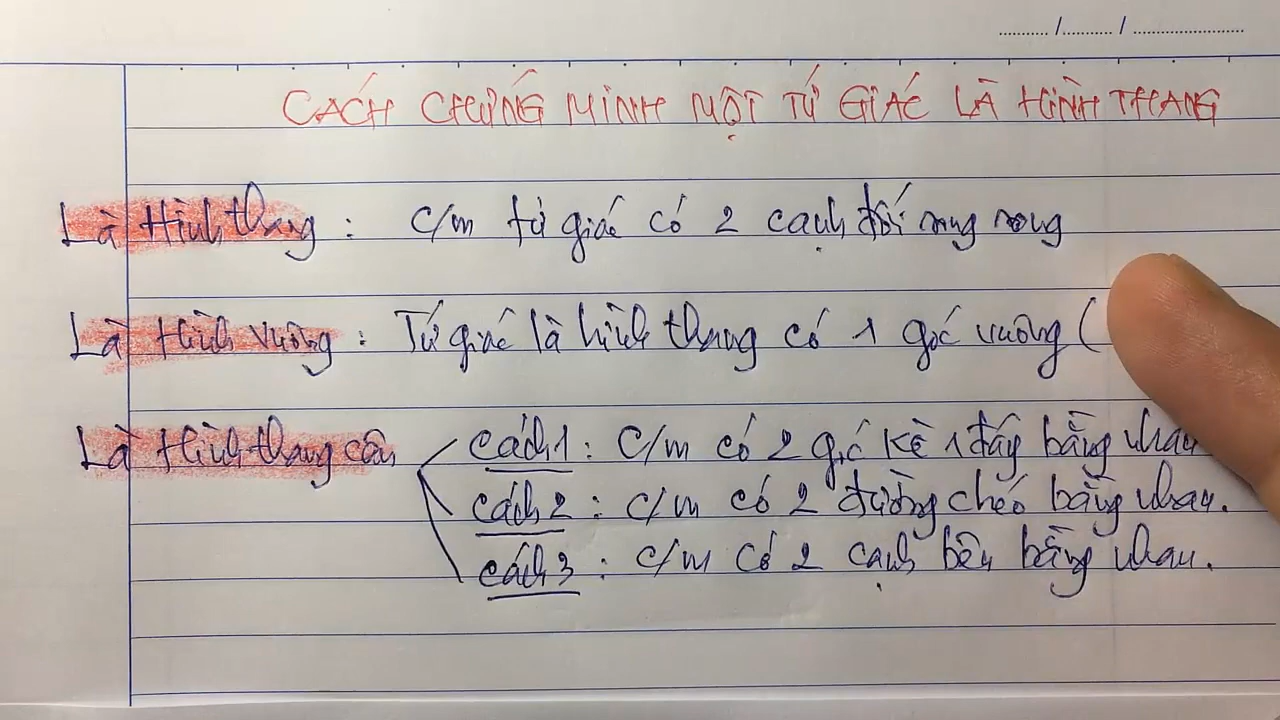 CÁCH CHỨNG MINH MỘT TỨ GIÁC LÀ HÌNH THANG
Là Hình thang : C/m tứ giác có 2 cạnh đối song song
Là Hình vuông : Tứ giác là hình thang có 1 góc vuông (
Là Hình thang cân
cách 1 : C/m có 2 góc kề 1 đáy bằng nhau
cách 2 : C/m có 2 đường chéo bằng nhau.
cách 3 : C/m có 2 cạnh bên bằng nhau.